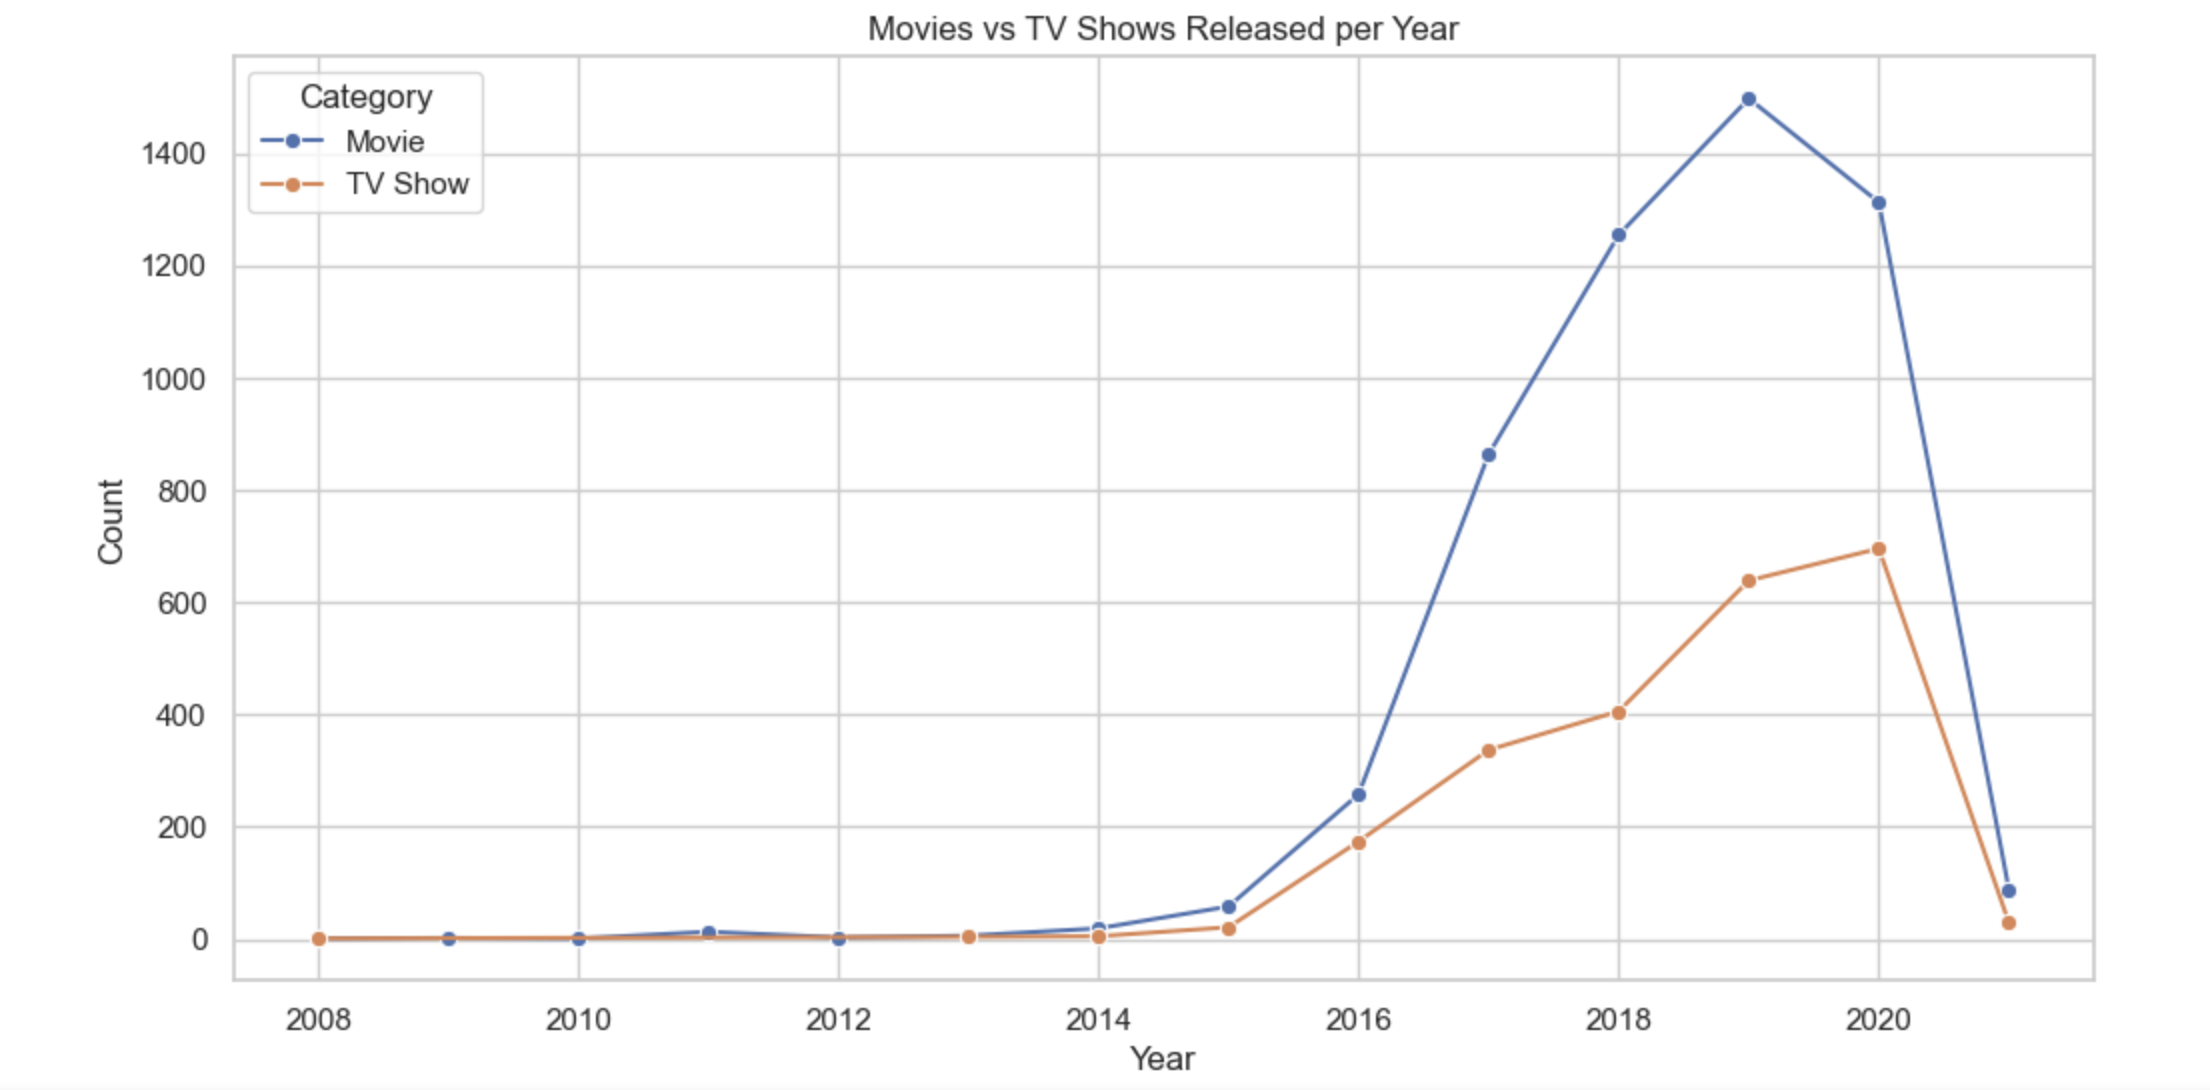 Movies vs TV Shows Released per Year
Category
Movie
TV Show
1400
1200
1000
800
600
400
200
0
Count
2008 2010 2012 2014 2016 2018 2020
Year